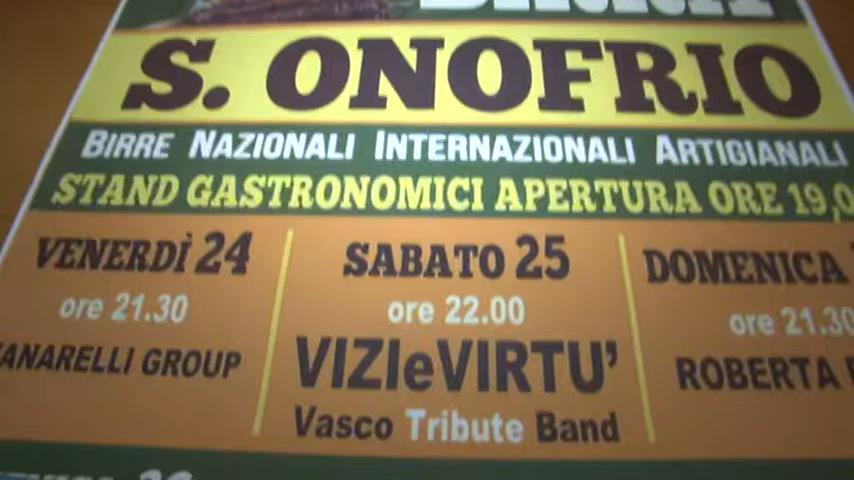 S. ONOFRIO
BIRRE NAZIONALI INTERNAZIONALI ARTIGIANALI
STAND GASTRONOMICI APERTURA ORE 19,0
VENERDÌ 24
ore 21.30
ANARELLI GROUP
SABATO 25
ore 22.00
VIZIeVIRTU'
Vasco Tribute Band
DOMENICA
ore 21.30
ROBERTA